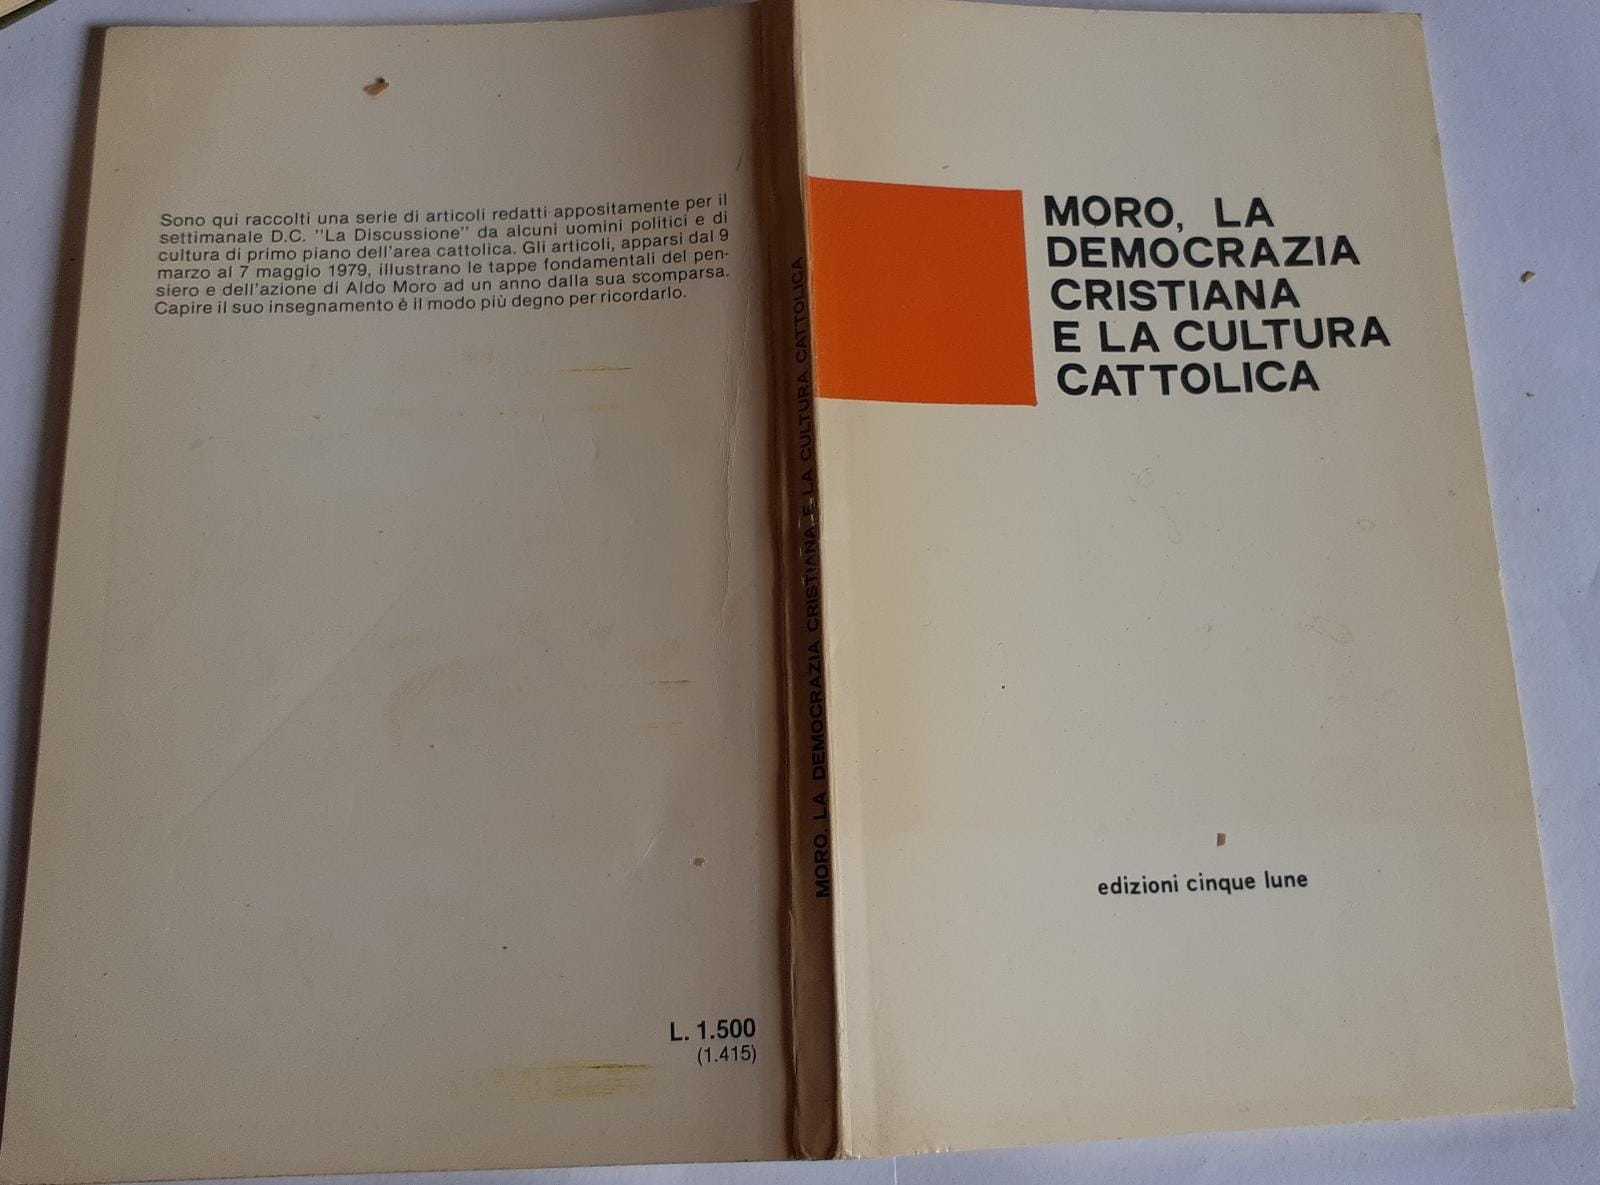 Sono qui raccolti una serie di articoli redatti appositamente per il
settimanale D.C. "La Discussione" da alcuni uomini politici e di
cultura di primo piano dell'area cattolica. Gli articoli, apparsi dal 9
marzo al 7 maggio 1979, illustrano le tappe fondamentali del pen-
siero e dell'azione di Aldo Moro ad un anno dalla sua scomparsa.
Capire il suo insegnamento è il modo più degno per ricordarlo.
L. 1.500
(1.415)
MORO, LA DEMOCRAZIA CRISTIANA E LA CULTURA CATTOLICA
MORO, LA
DEMOCRAZIA
CRISTIANA
E LA CULTURA
CATTOLICA
edizioni cinque lune